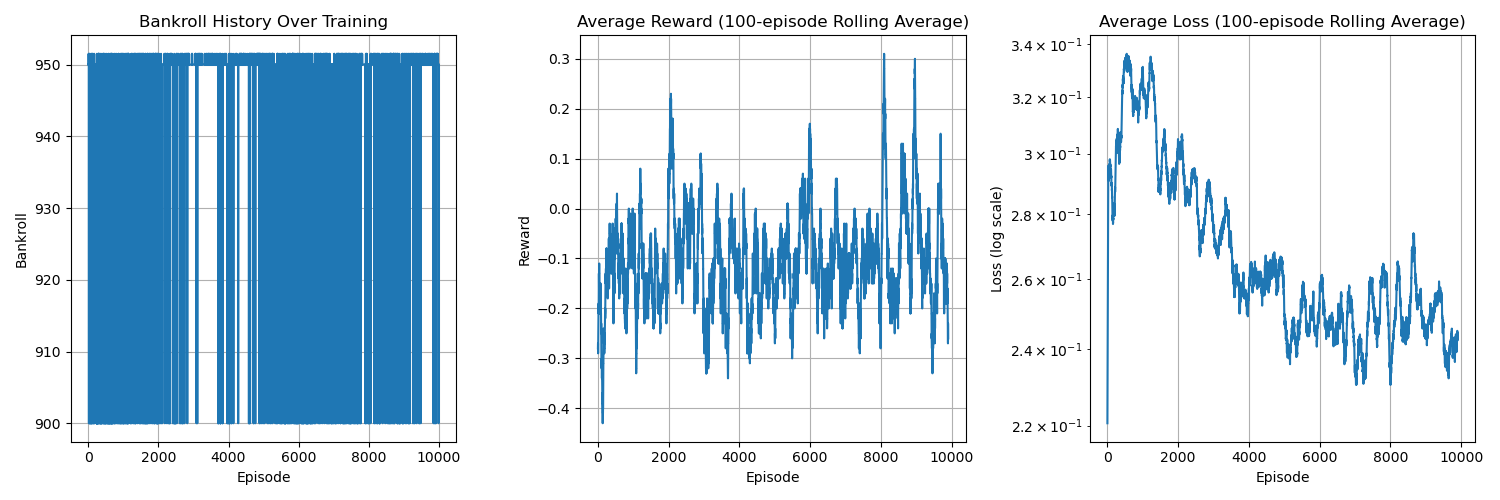 Bankroll History Over Training
Bankroll
950
940
930
920
910
900
0 2000 4000 6000 8000 10000
Episode
Average Reward (100-episode Rolling Average)
Reward
0.3
0.2
0.1
0.0
−0.1
−0.2
−0.3
−0.4
0 2000 4000 6000 8000 10000
Episode
Average Loss (100-episode Rolling Average)
Loss (log scale)
3.4 × 10⁻¹
3.2 × 10⁻¹
3 × 10⁻¹
2.8 × 10⁻¹
2.6 × 10⁻¹
2.4 × 10⁻¹
2.2 × 10⁻¹
0 2000 4000 6000 8000 10000
Episode